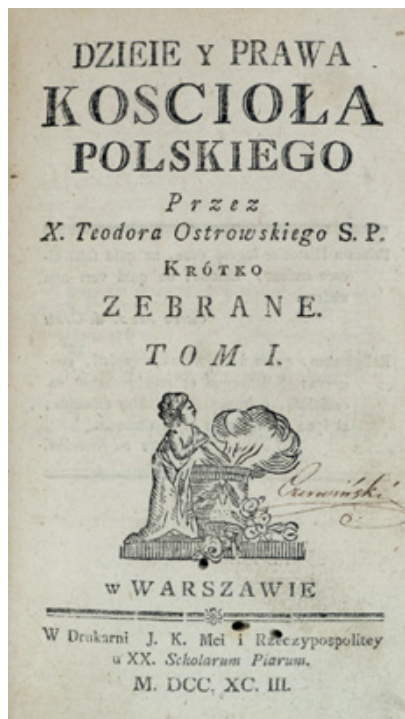 DZIEIE Y PRAWA
KOSCIOŁA
POLSKIEGO
Przez
X. Teodora Ostrowskiego S. P.
KRÓTKO
ZEBRANE.
TOM I.
Czerwiński
w WARSZAWIE
W Drukarni J. K. Mci i Rzeczypospolitey
u XX. Scholarum Piarum.
M. DCC. XC. III.